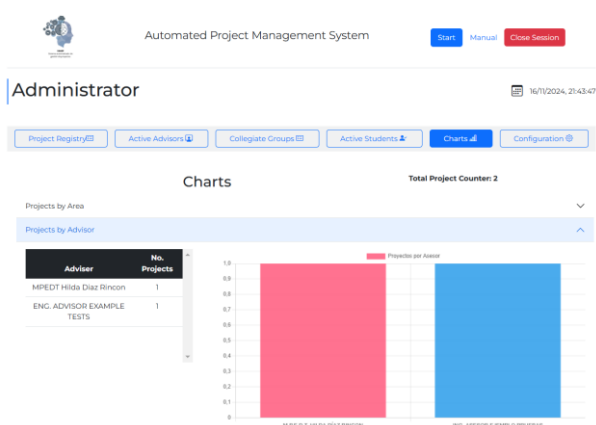 Automated Project Management System
Start
Manual
Close Session
Administrator
16/11/2024, 21:43:47
Project Registry
Active Advisors
Collegiate Groups
Active Students
Charts
Configuration
Charts
Total Project Counter: 2
Projects by Area
Projects by Advisor
Adviser
No. Projects
MPEDT Hilda Diaz Rincon 1
ENG. ADVISOR EXAMPLE TESTS 1
Proyectos por Asesor
1,0
0,9
0,8
0,7
0,6
0,5
0,4
0,3
0,2
0,1
0